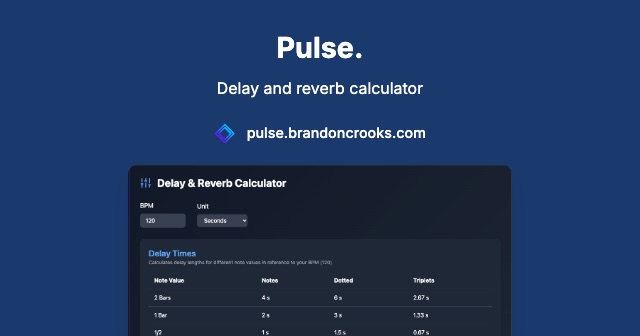 Pulse.
Delay and reverb calculator
pulse.brandoncrooks.com
Delay & Reverb Calculator
BPM Unit
120 Seconds
Delay Times
Calculates delay lengths for different note values in reference to your BPM (120)
Note Value Notes Dotted Triplets
2 Bars 4 s 6 s 2.67 s
1 Bar 2 s 3 s 1.33 s
1/2 1 s 1.5 s 0.67 s